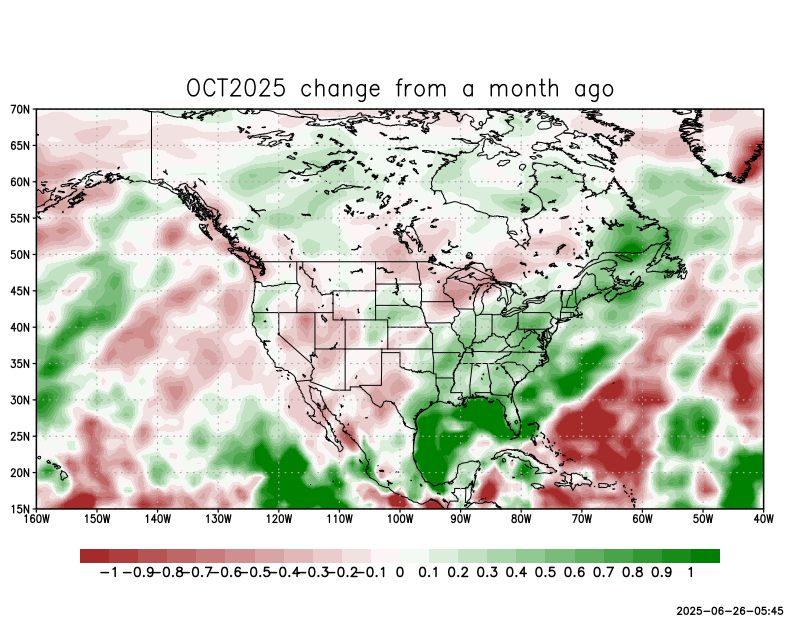 OCT2025 change from a month ago
70N
65N
60N
55N
50N
45N
40N
35N
30N
25N
20N
15N
160W 150W 140W 130W 120W 110W 100W 90W 80W 70W 60W 50W 40W
-1 -0.9 -0.8 -0.7 -0.6 -0.5 -0.4 -0.3 -0.2 -0.1 0 0.1 0.2 0.3 0.4 0.5 0.6 0.7 0.8 0.9 1
2025-06-26-05:45